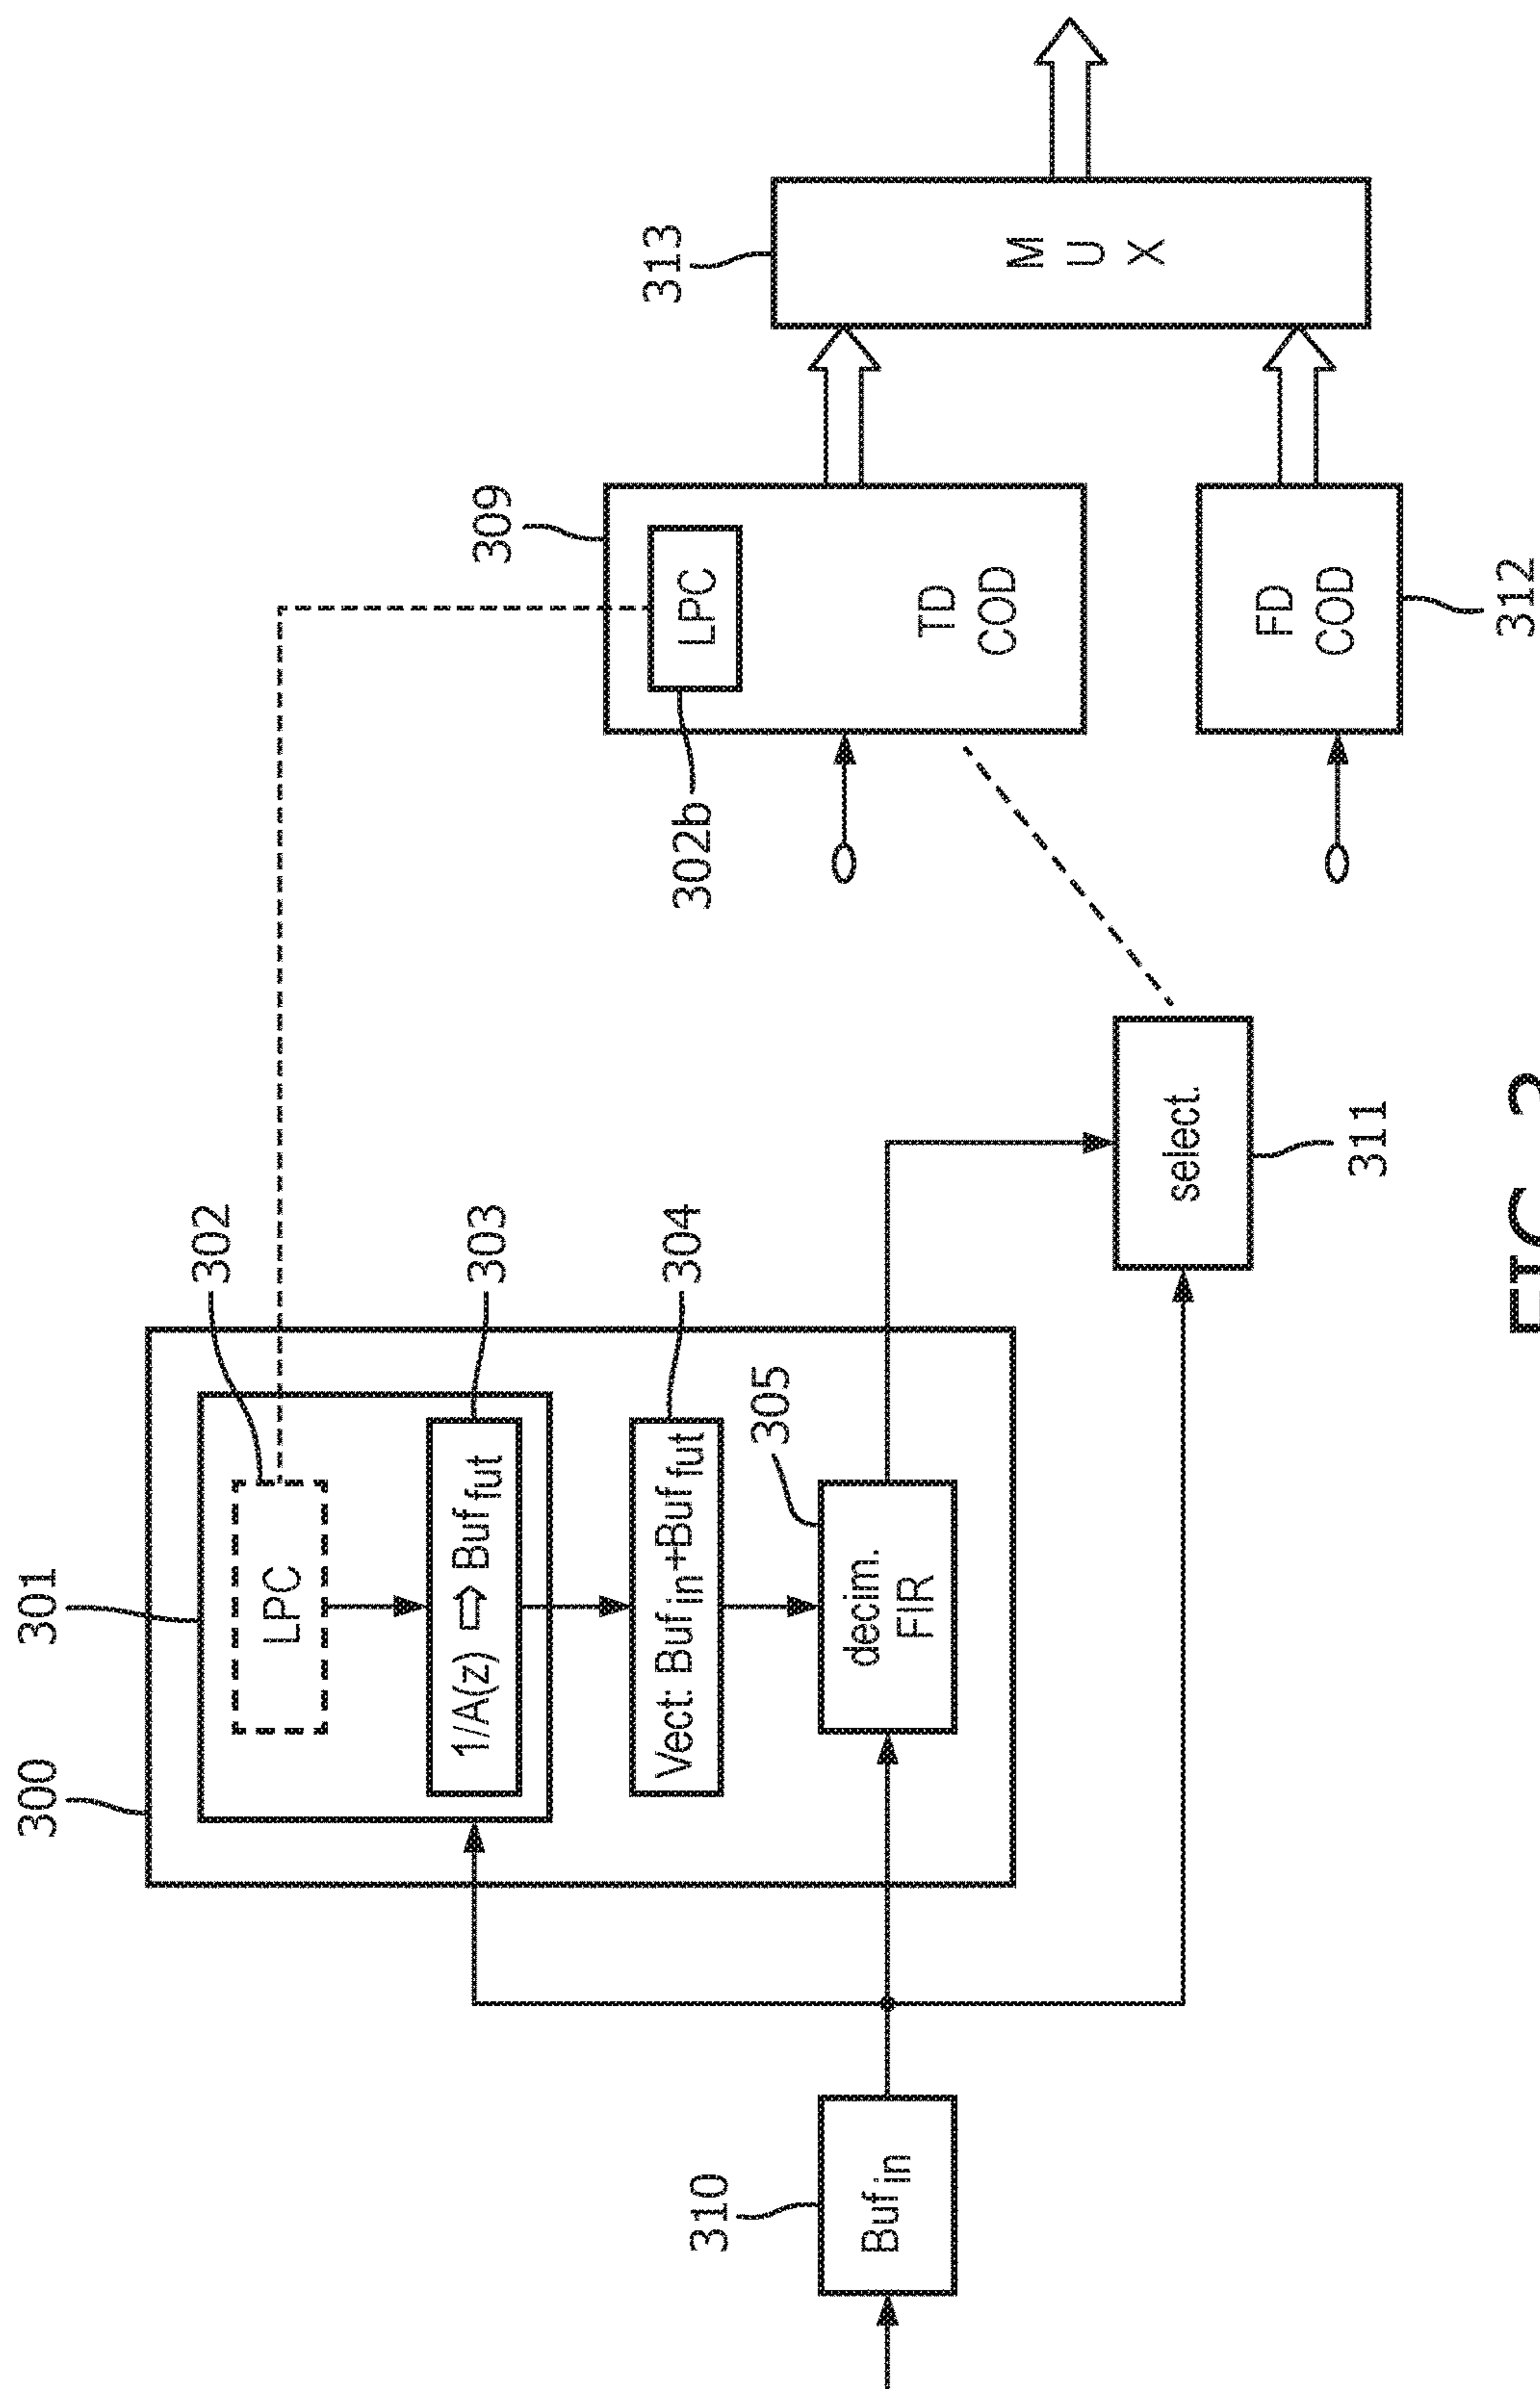 300
301
302
LPC
1/A(z) ⇨ Buf fut
303
Vect: Buf in+Buf fut
304
305
decim.
FIR
310
Buf in
select.
311
309
LPC
302b
TD
COD
FD
COD
312
313
M
U
X